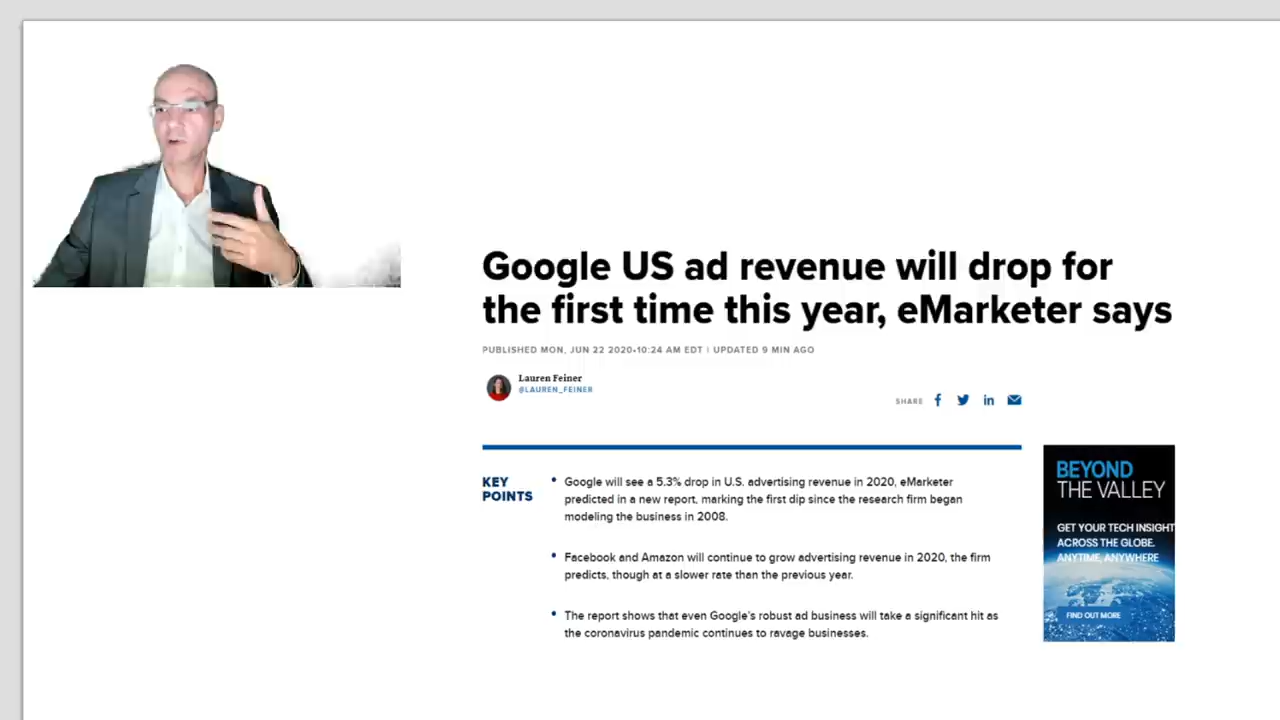 Google US ad revenue will drop for
the first time this year, eMarketer says
PUBLISHED MON, JUN 22 2020•10:24 AM EDT | UPDATED 9 MIN AGO
Lauren Feiner
@LAUREN_FEINER
SHARE
KEY
POINTS
• Google will see a 5.3% drop in U.S. advertising revenue in 2020, eMarketer
predicted in a new report, marking the first dip since the research firm began
modeling the business in 2008.
• Facebook and Amazon will continue to grow advertising revenue in 2020, the firm
predicts, though at a slower rate than the previous year.
• The report shows that even Google's robust ad business will take a significant hit as
the coronavirus pandemic continues to ravage businesses.
BEYOND
THE VALLEY
GET YOUR TECH INSIGHT
ACROSS THE GLOBE.
ANYTIME, ANYWHERE
FIND OUT MORE